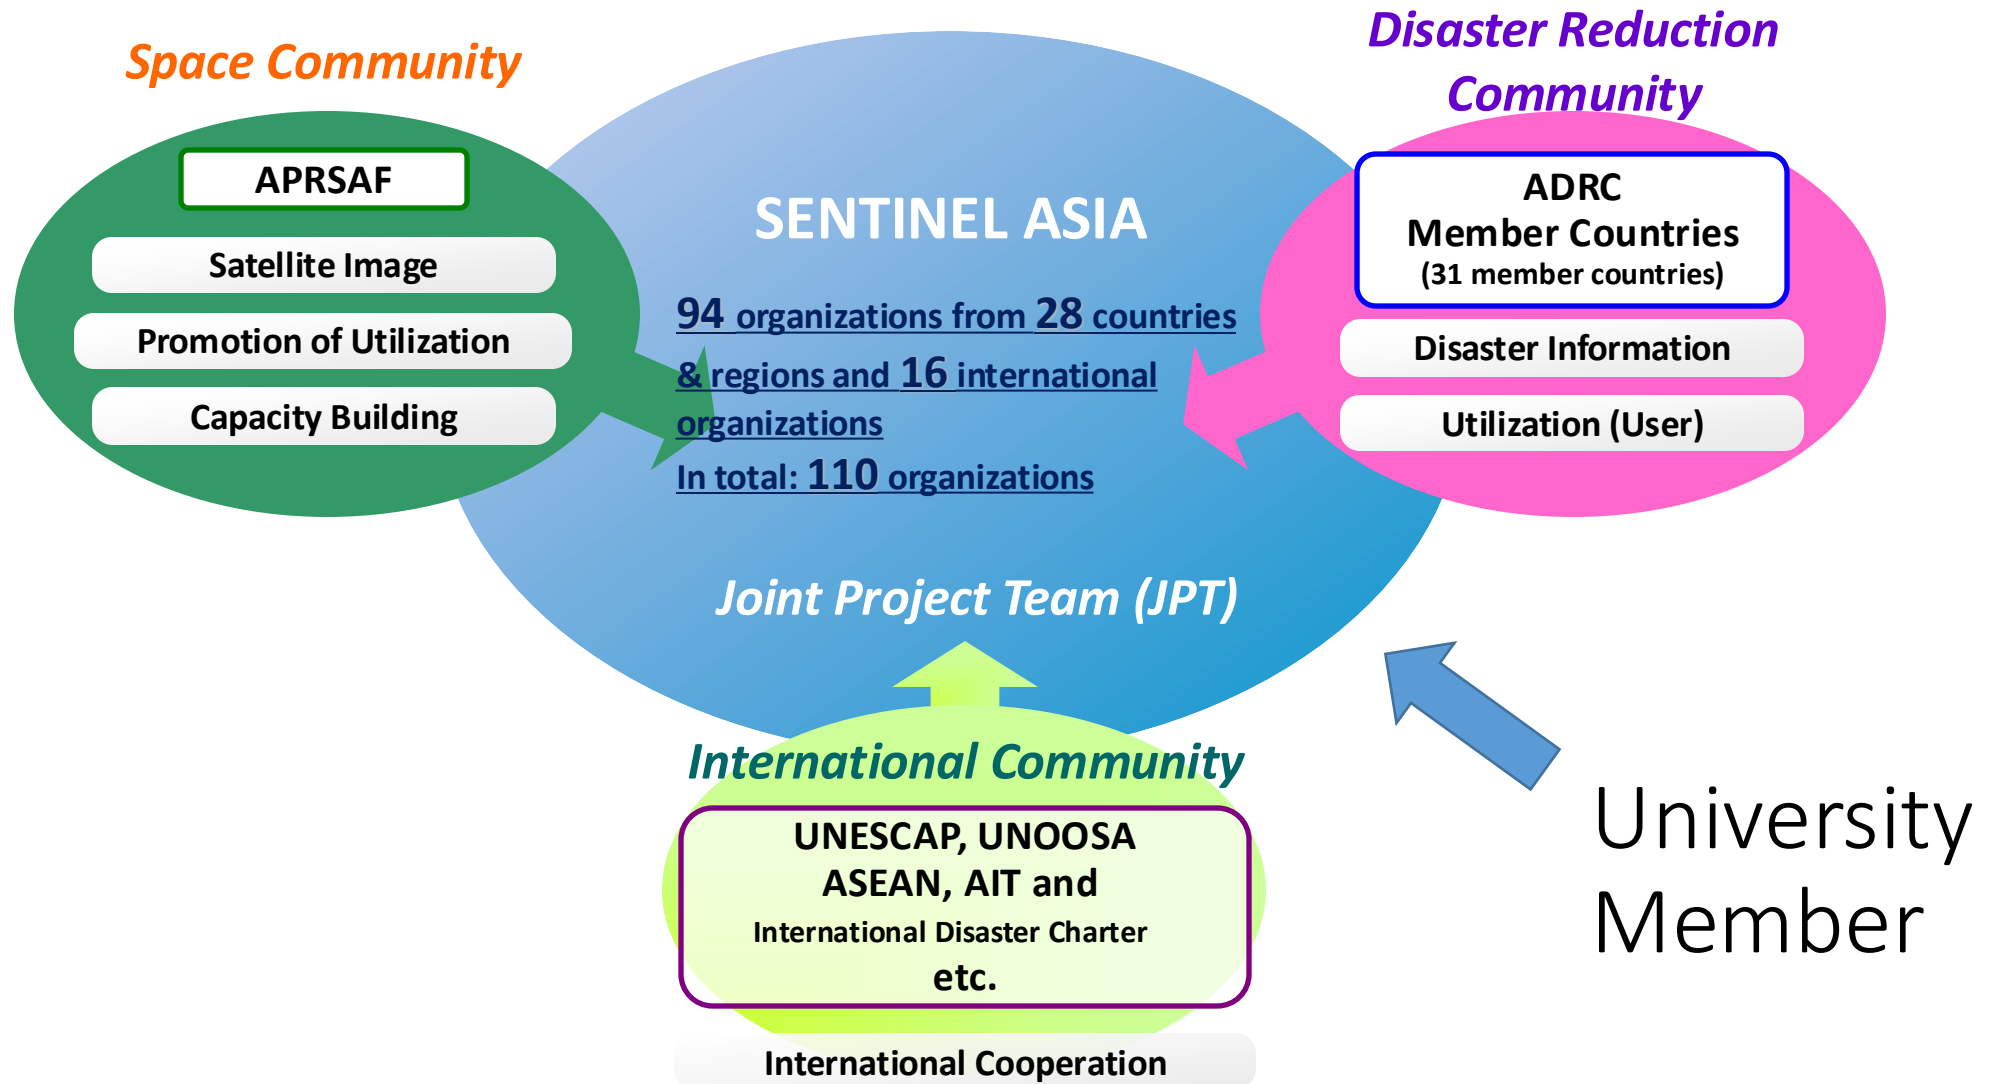 Space Community
APRSAF
Satellite Image
Promotion of Utilization
Capacity Building
SENTINEL ASIA
94 organizations from 28 countries
& regions and 16 international
organizations
In total: 110 organizations
Joint Project Team (JPT)
Disaster Reduction
Community
ADRC
Member Countries
(31 member countries)
Disaster Information
Utilization (User)
International Community
UNESCAP, UNOOSA
ASEAN, AIT and
International Disaster Charter
etc.
International Cooperation
University
Member